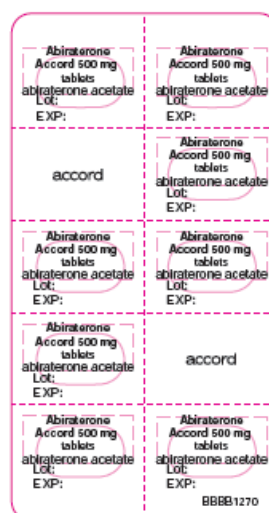 Abiraterone
Accord 500 mg
tablets
abiraterone acetate
Lot:
EXP:
Abiraterone
Accord 500 mg
tablets
abiraterone acetate
Lot:
EXP:
accord
Abiraterone
Accord 500 mg
tablets
abiraterone acetate
Lot:
EXP:
Abiraterone
Accord 500 mg
tablets
abiraterone acetate
Lot:
EXP:
Abiraterone
Accord 500 mg
tablets
abiraterone acetate
Lot:
EXP:
Abiraterone
Accord 500 mg
tablets
abiraterone acetate
Lot:
EXP:
accord
Abiraterone
Accord 500 mg
tablets
abiraterone acetate
Lot:
EXP:
Abiraterone
Accord 500 mg
tablets
abiraterone acetate
Lot:
EXP:
BBBB1270